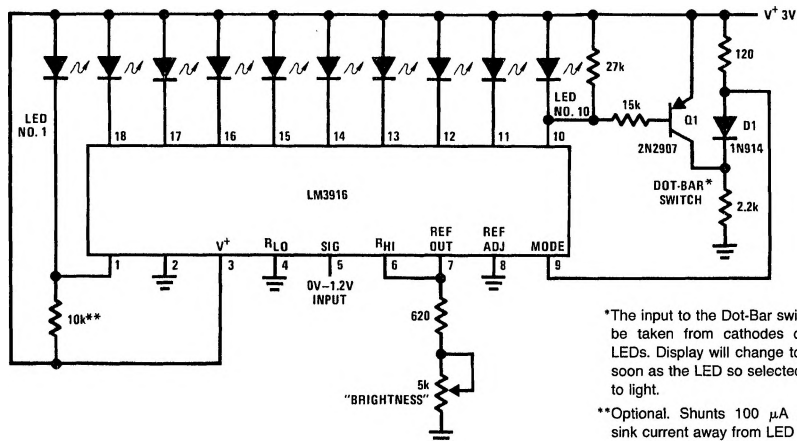 V+ 3V
27k
120
LED
NO. 1
LED
NO. 10
15k
Q1
2N2907
D1
1N914
18 17 16 15 14 13 12 11 10
LM3916
DOT-BAR*
SWITCH
2.2k
V+ RLO SIG RHI REF OUT REF ADJ MODE
1 2 3 4 5 6 7 8 9
0V–1.2V
INPUT
10k**
620
5k
"BRIGHTNESS"
*The input to the Dot-Bar swi
be taken from cathodes
LEDs. Display will change to
soon as the LED so selected
to light.
**Optional. Shunts 100 μA
sink current away from LED